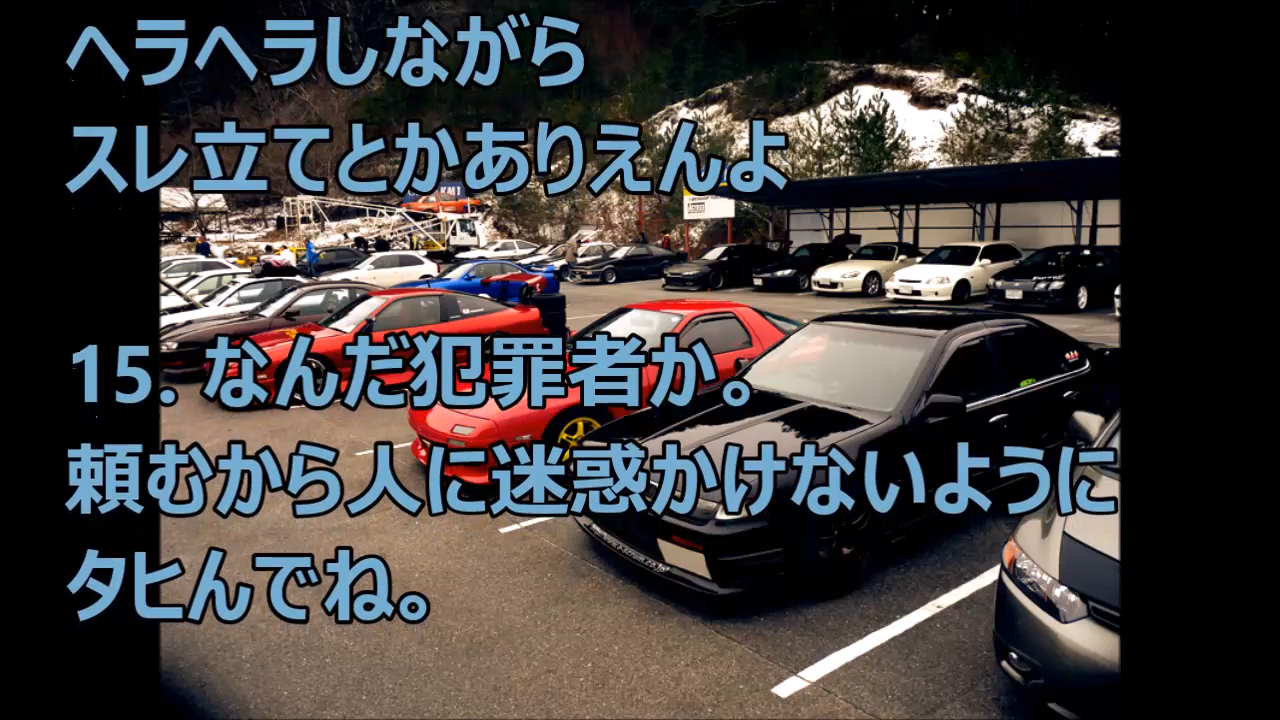 ヘラヘラしながら
スレ立てとかありえんよ
15. なんだ犯罪者か。
頼むから人に迷惑かけないように
タヒんでね。